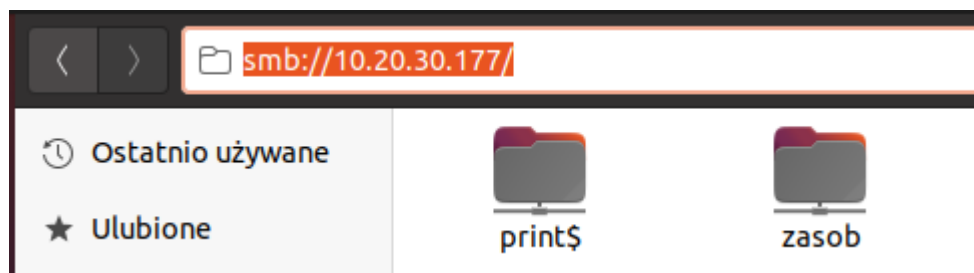 smb://10.20.30.177/
Ostatnio używane
Ulubione
print$
zasob